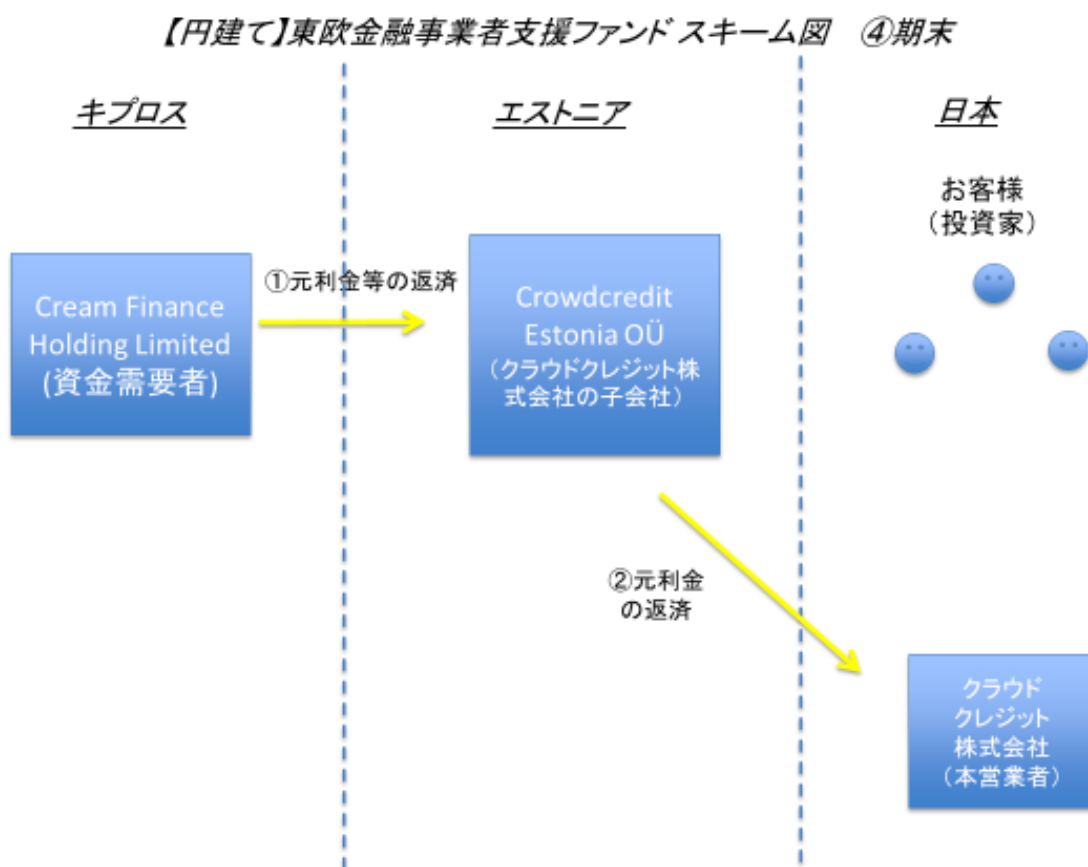 【円建て】東欧金融事業者支援ファンド スキーム図　④期末
キプロス
エストニア
日本
お客様
（投資家）
Cream Finance
Holding Limited
(資金需要者)
①元利金等の返済
Crowdcredit
Estonia OÜ
（クラウドクレジット株
式会社の子会社）
②元利金
の返済
クラウド
クレジット
株式会社
（本営業者）